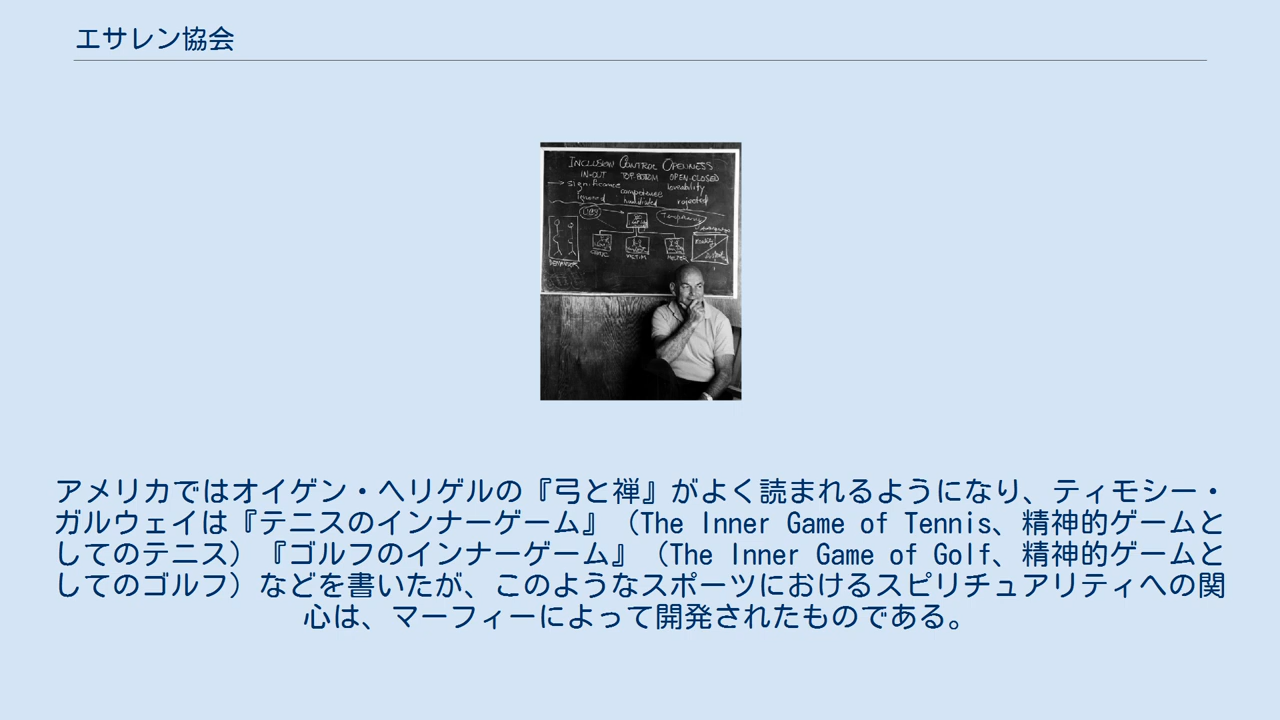 エサレン協会
INCLUSION CONTROL OPENNESS
IN-OUT TOP BOTTOM OPEN-CLOSED
significance competence lovability
ignored humiliated rejected
VICTIM
アメリカではオイゲン・ヘリゲルの『弓と禅』がよく読まれるようになり、ティモシー・
ガルウェイは『テニスのインナーゲーム』（The Inner Game of Tennis、精神的ゲームと
してのテニス）『ゴルフのインナーゲーム』（The Inner Game of Golf、精神的ゲームと
してのゴルフ）などを書いたが、このようなスポーツにおけるスピリチュアリティへの関
心は、マーフィーによって開発されたものである。